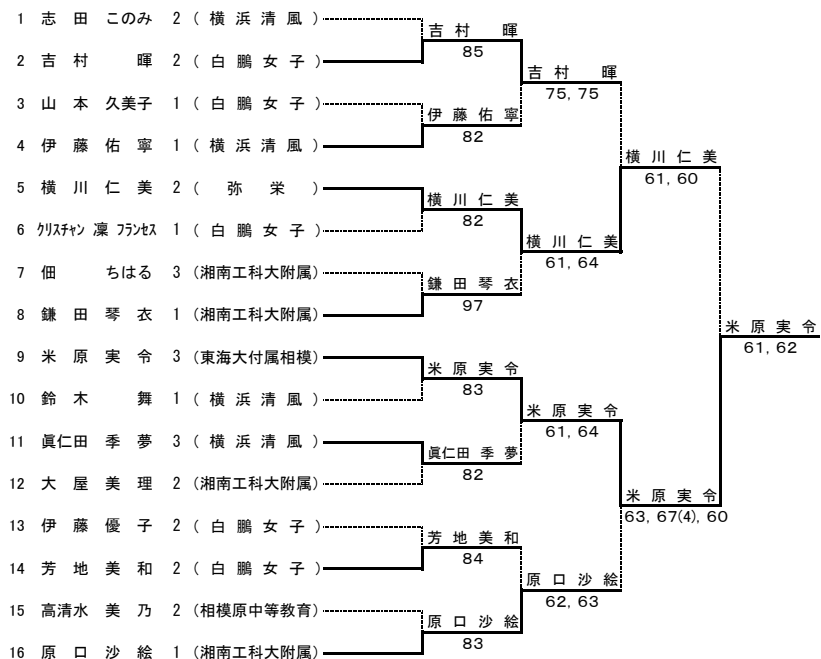 1 志田 このみ 2 ( 横浜清風 )
2 吉村 暉 2 ( 白鵬女子 )
3 山本 久美子 1 ( 白鵬女子 )
4 伊藤佑寧 1 ( 横浜清風 )
5 横川仁美 2 ( 弥栄 )
6 クリスチャン 凜 フランセス 1 ( 白鵬女子 )
7 佃 ちはる 3 (湘南工科大附属)
8 鎌田琴衣 1 (湘南工科大附属)
9 米原実令 3 (東海大付属相模)
10 鈴木 舞 1 ( 横浜清風 )
11 眞仁田 季夢 3 ( 横浜清風 )
12 大屋美理 2 (湘南工科大附属)
13 伊藤優子 2 ( 白鵬女子 )
14 芳地美和 2 ( 白鵬女子 )
15 高清水 美乃 2 (相模原中等教育)
16 原口沙絵 1 (湘南工科大附属)
吉村 暉
85
伊藤佑寧
82
横川仁美
82
鎌田琴衣
97
米原実令
83
眞仁田 季夢
82
芳地美和
84
原口沙絵
83
吉村 暉
75, 75
横川仁美
61, 64
米原実令
61, 64
原口沙絵
62, 63
横川仁美
61, 60
米原実令
63, 67(4), 60
米原実令
61, 62